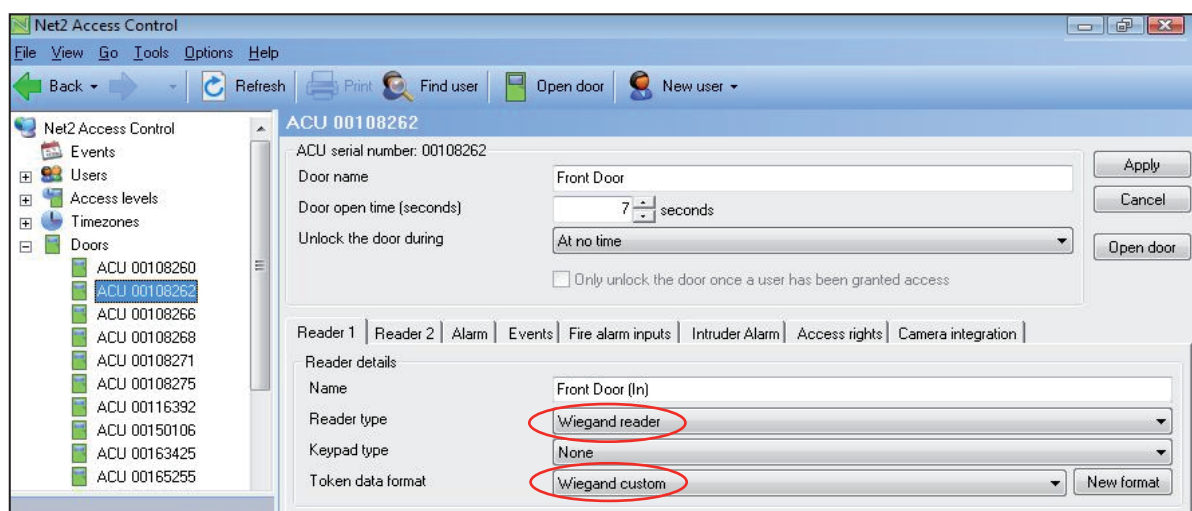 Net2 Access Control
File View Go Tools Options Help
Back Refresh Print Find user Open door New user
Net2 Access Control
Events
Users
Access levels
Timezones
Doors
ACU 00108260
ACU 00108262
ACU 00108266
ACU 00108268
ACU 00108271
ACU 00108275
ACU 00116392
ACU 00150106
ACU 00163425
ACU 00165255
ACU 00108262
ACU serial number: 00108262
Door name Front Door
Door open time (seconds) 7 seconds
Unlock the door during At no time
Only unlock the door once a user has been granted access
Apply
Cancel
Open door
Reader 1 Reader 2 Alarm Events Fire alarm inputs Intruder Alarm Access rights Camera integration
Reader details
Name Front Door (In)
Reader type Wiegand reader
Keypad type None
Token data format Wiegand custom New format